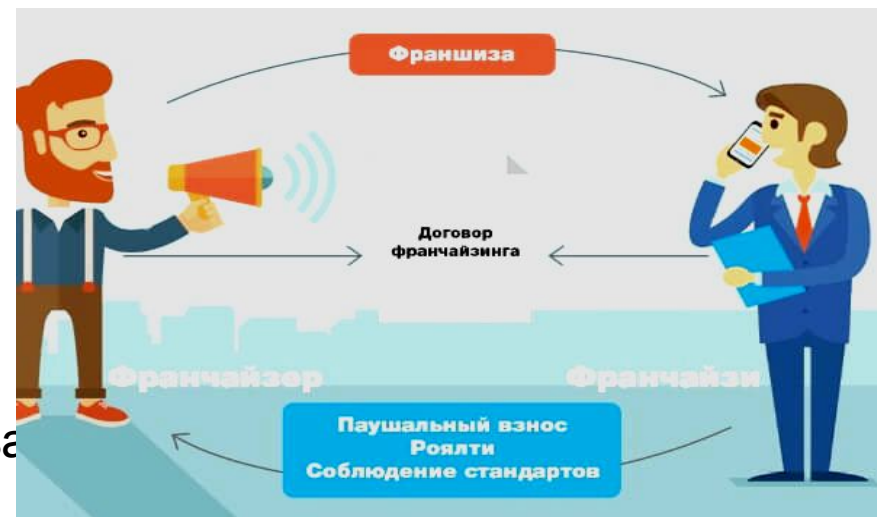 Франшиза
Договор
франчайзинга
Франчайзер
Франчайзи
Паушальный взнос
Роялти
Соблюдение стандартов